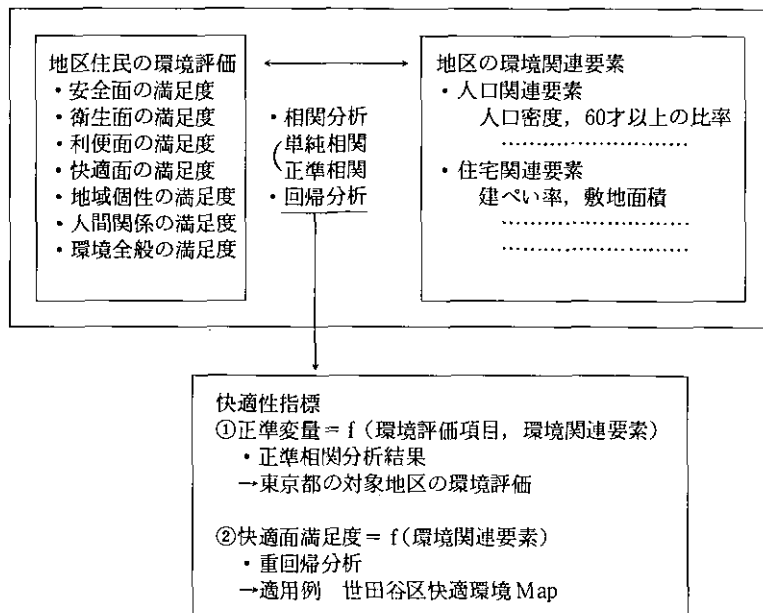 地区住民の環境評価
・安全面の満足度
・衛生面の満足度
・利便面の満足度
・快適面の満足度
・地域個性の満足度
・人間関係の満足度
・環境全般の満足度
・相関分析
(単純相関
正準相関
・回帰分析
地区の環境関連要素
・人口関連要素
人口密度，60才以上の比率
…………………
・住宅関連要素
建ぺい率，敷地面積
…………………
…………………
快適性指標
①正準変量＝f（環境評価項目，環境関連要素）
・正準相関分析結果
→東京都の対象地区の環境評価
②快適面満足度＝f（環境関連要素）
・重回帰分析
→適用例　世田谷区快適環境 Map